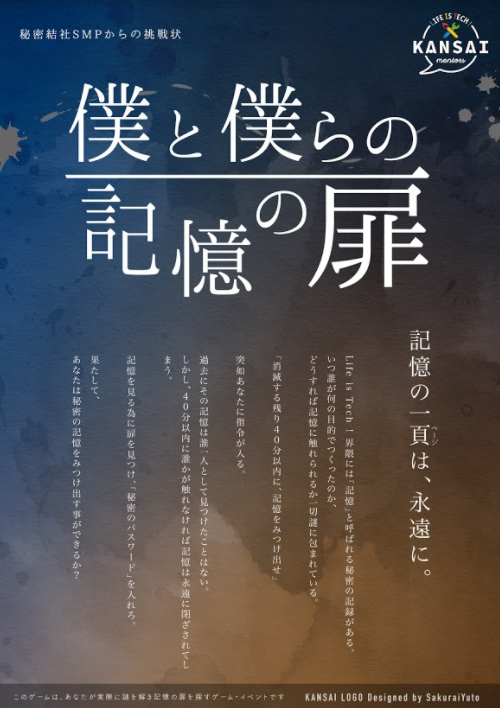 秘密結社SMPからの挑戦状
LIFE IS TECH!
KANSAI
mentors
僕と僕らの
記憶の扉
記憶の一頁は、永遠に。
ページ
Life is Tech ! 界隈には「記憶」と呼ばれる秘密の記録がある。
いつ誰が何の目的でつくったのか、
どうすれば記憶に触れられるか一切謎に包まれている。
「消滅する残り40分以内に、記憶をみつけ出せ」
突如あなたに指令が入る。
過去にその記憶は誰一人として見つけたことはない。
しかし、40分以内に誰かが触れなければ記憶は永遠に閉ざされてし
まう。
記憶を見る為に扉を見つけ、「秘密のパスワード」を入れろ。
果たして、
あなたは秘密の記憶をみつけ出す事ができるか?
このゲームは、あなたが実際に謎を解き記憶の扉を探すゲーム・イベントです
KANSAI LOGO Designed by SakuraiYuto